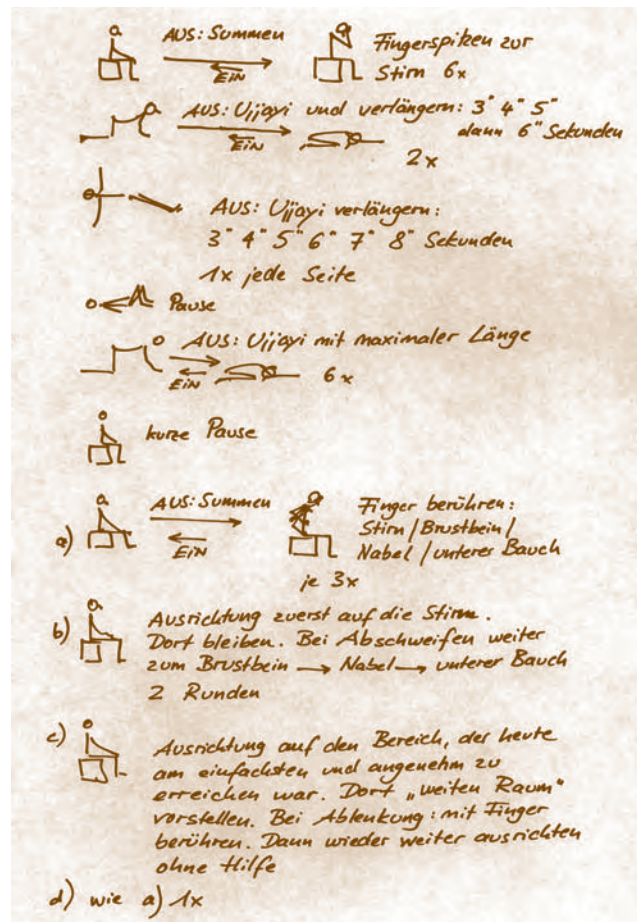 AUS: Summen Fingerspitzen zur
EIN Stirn 6x
AUS: Ujjayi und verlängern: 3" 4" 5"
EIN dann 6" Sekunden
2x
AUS: Ujjayi verlängern:
3" 4" 5" 6" 7" 8" Sekunden
1x jede Seite
Pause
AUS: Ujjayi mit maximaler Länge
EIN 6x
kurze Pause
AUS: Summen Finger berühren:
a) EIN Stirn / Brustbein /
Nabel / unterer Bauch
je 3x
b) Ausrichtung zuerst auf die Stirn.
Dort bleiben. Bei Abschweifen weiter
zum Brustbein → Nabel → unterer Bauch
2 Runden
c) Ausrichtung auf den Bereich, der heute
am einfachsten und angenehm zu
erreichen war. Dort „weiten Raum"
vorstellen. Bei Ablenkung: mit Finger
berühren. Dann wieder weiter ausrichten
ohne Hilfe
d) wie a) 1x